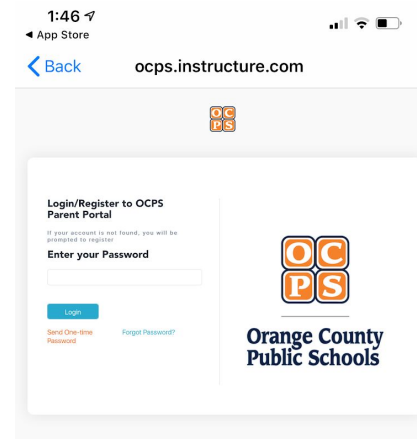 1:46
◀ App Store
Back
ocps.instructure.com
OC
PS
Login/Register to OCPS
Parent Portal
If your account is not found, you will be
prompted to register
Enter your Password
Login
Send One-time
Password
Forgot Password?
OC
PS
Orange County
Public Schools